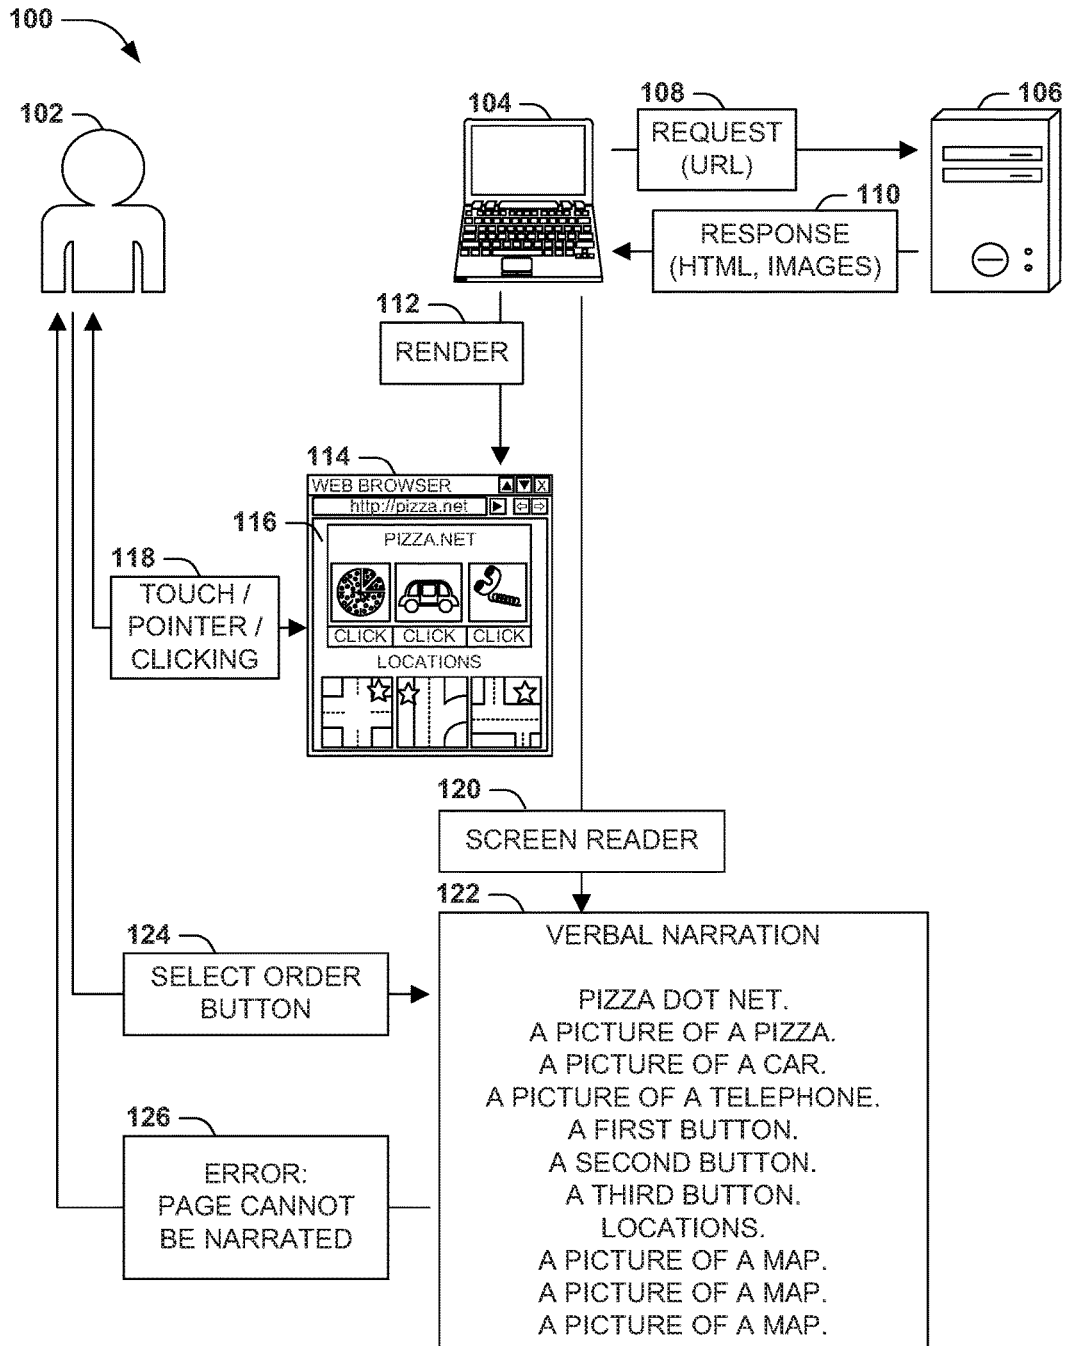 100
102
104
108
106
REQUEST
(URL)
110
RESPONSE
(HTML, IMAGES)
112
RENDER
114
WEB BROWSER
X
http://pizza.net
116
PIZZA.NET
118
TOUCH /
POINTER /
CLICKING
CLICK CLICK CLICK
LOCATIONS
120
SCREEN READER
122
VERBAL NARRATION
124
SELECT ORDER
BUTTON
PIZZA DOT NET.
A PICTURE OF A PIZZA.
A PICTURE OF A CAR.
A PICTURE OF A TELEPHONE.
A FIRST BUTTON.
A SECOND BUTTON.
A THIRD BUTTON.
LOCATIONS.
A PICTURE OF A MAP.
A PICTURE OF A MAP.
A PICTURE OF A MAP.
126
ERROR:
PAGE CANNOT
BE NARRATED